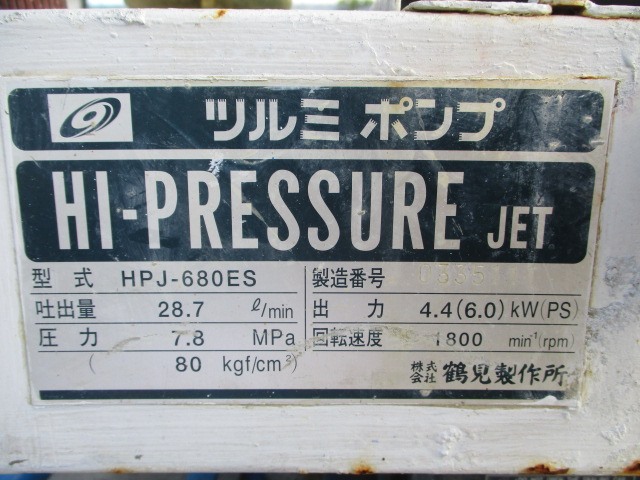 ツルミポンプ
HI-PRESSURE JET
型式 HPJ-680ES 製造番号
吐出量 28.7 ℓ/min 出力 4.4(6.0)kW(PS)
圧力 7.8 MPa 回転速度 1800 min⁻¹(rpm)
( 80 kgf/cm²) 株式会社 鶴見製作所